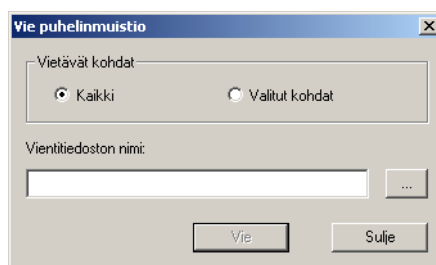 Vie puhelinmuistio
Vietävät kohdat
Kaikki
Valitut kohdat
Vientitiedoston nimi:
...
Vie
Sulje